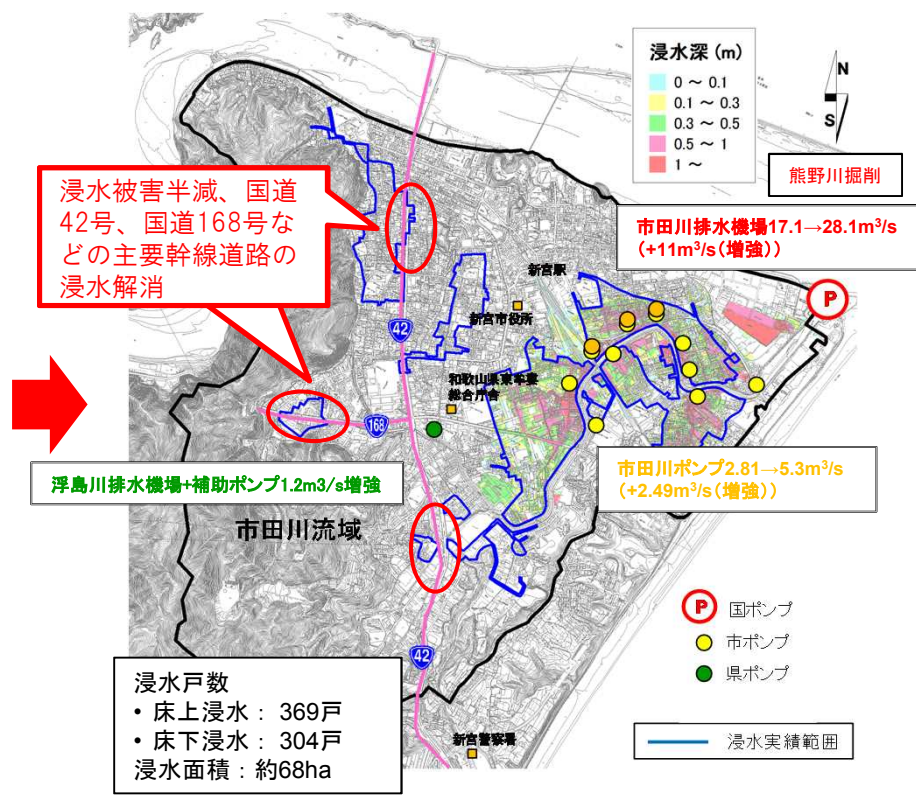 浸水深 (m)
0 ～ 0.1
0.1 ～ 0.3
0.3 ～ 0.5
0.5 ～ 1
1 ～
N
S
熊野川掘削
浸水被害半減、国道
42号、国道168号な
どの主要幹線道路の
浸水解消
市田川排水機場17.1→28.1m³/s
（+11m³/s（増強））
新宮駅
P
新宮市役所
42
和歌山県東牟婁
総合庁舎
168
浮島川排水機場+補助ポンプ1.2m3/s増強
市田川ポンプ2.81→5.3m³/s
（+2.49m³/s（増強））
市田川流域
P 国ポンプ
市ポンプ
県ポンプ
42
浸水戸数
• 床上浸水： 369戸
• 床下浸水： 304戸
浸水面積：約68ha
新宮警察署
浸水実績範囲